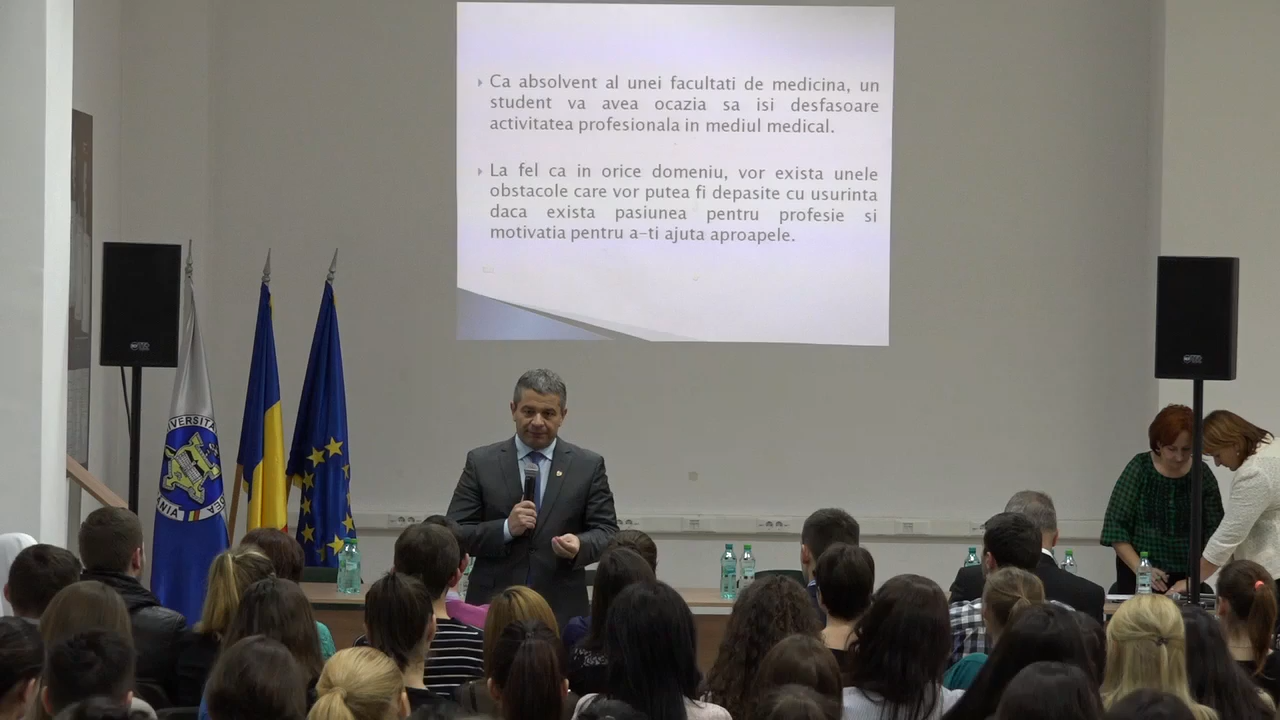 Ca absolvent al unei facultati de medicina, un
student va avea ocazia sa isi desfasoare
activitatea profesionala in mediul medical.
La fel ca in orice domeniu, vor exista unele
obstacole care vor putea fi depasite cu usurinta
daca exista pasiunea pentru profesie si
motivatia pentru a-ti ajuta aproapele.